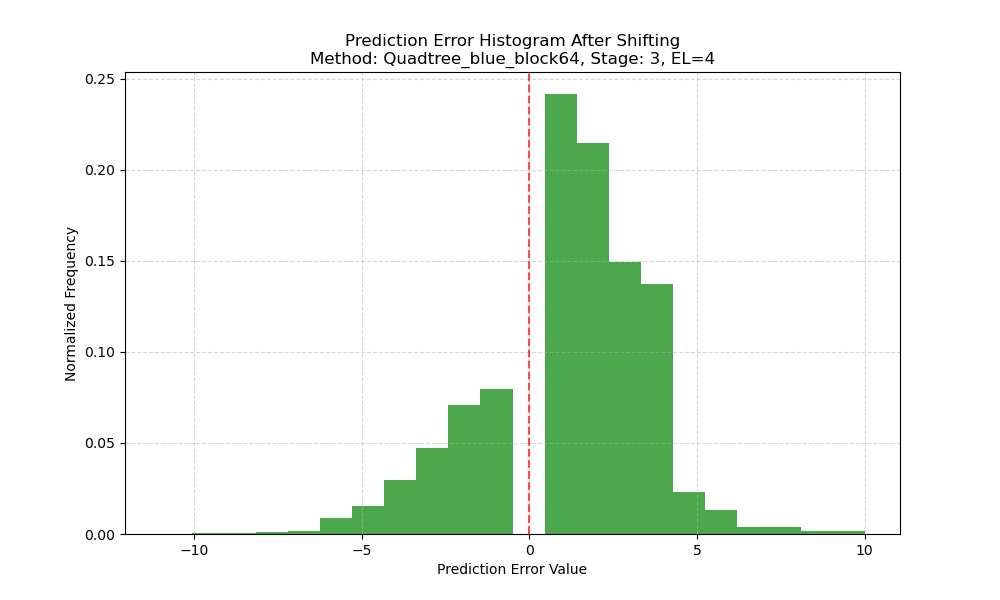 Prediction Error Histogram After Shifting
Method: Quadtree_blue_block64, Stage: 3, EL=4
0.25
0.20
0.15
0.10
0.05
0.00
Normalized Frequency
−10
−5
0
5
10
Prediction Error Value